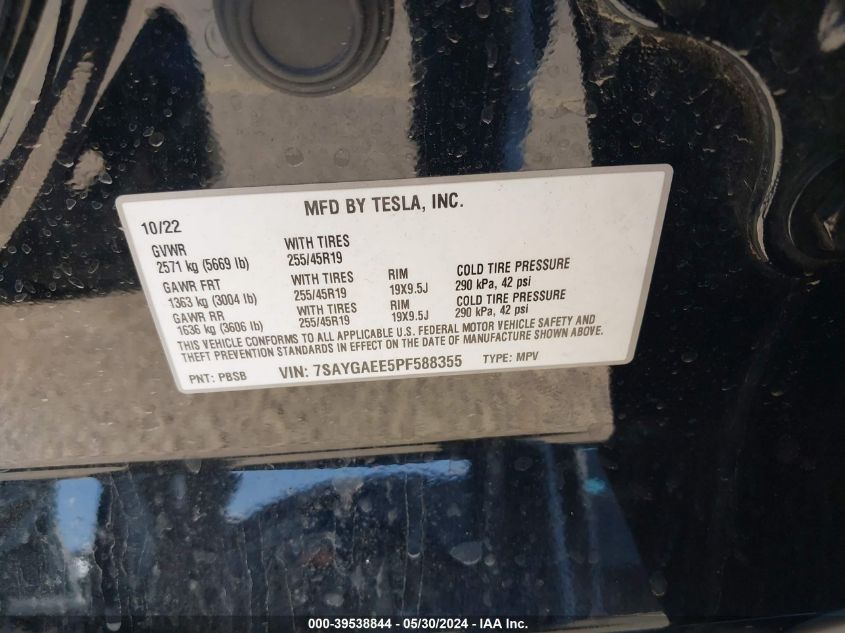 MFD BY TESLA, INC.
10/22
GVWR WITH TIRES
2571 kg (5669 lb) 255/45R19
GAWR FRT WITH TIRES RIM COLD TIRE PRESSURE
1363 kg (3004 lb) 255/45R19 19X9.5J 290 kPa, 42 psi
GAWR RR WITH TIRES RIM COLD TIRE PRESSURE
1636 kg (3606 lb) 255/45R19 19X9.5J 290 kPa, 42 psi
THIS VEHICLE CONFORMS TO ALL APPLICABLE U.S. FEDERAL MOTOR VEHICLE SAFETY AND
THEFT PREVENTION STANDARDS IN EFFECT ON THE DATE OF MANUFACTURE SHOWN ABOVE.
PNT: PBSB VIN: 7SAYGAEE5PF588355 TYPE: MPV
000-39538844 - 05/30/2024 - IAA Inc.